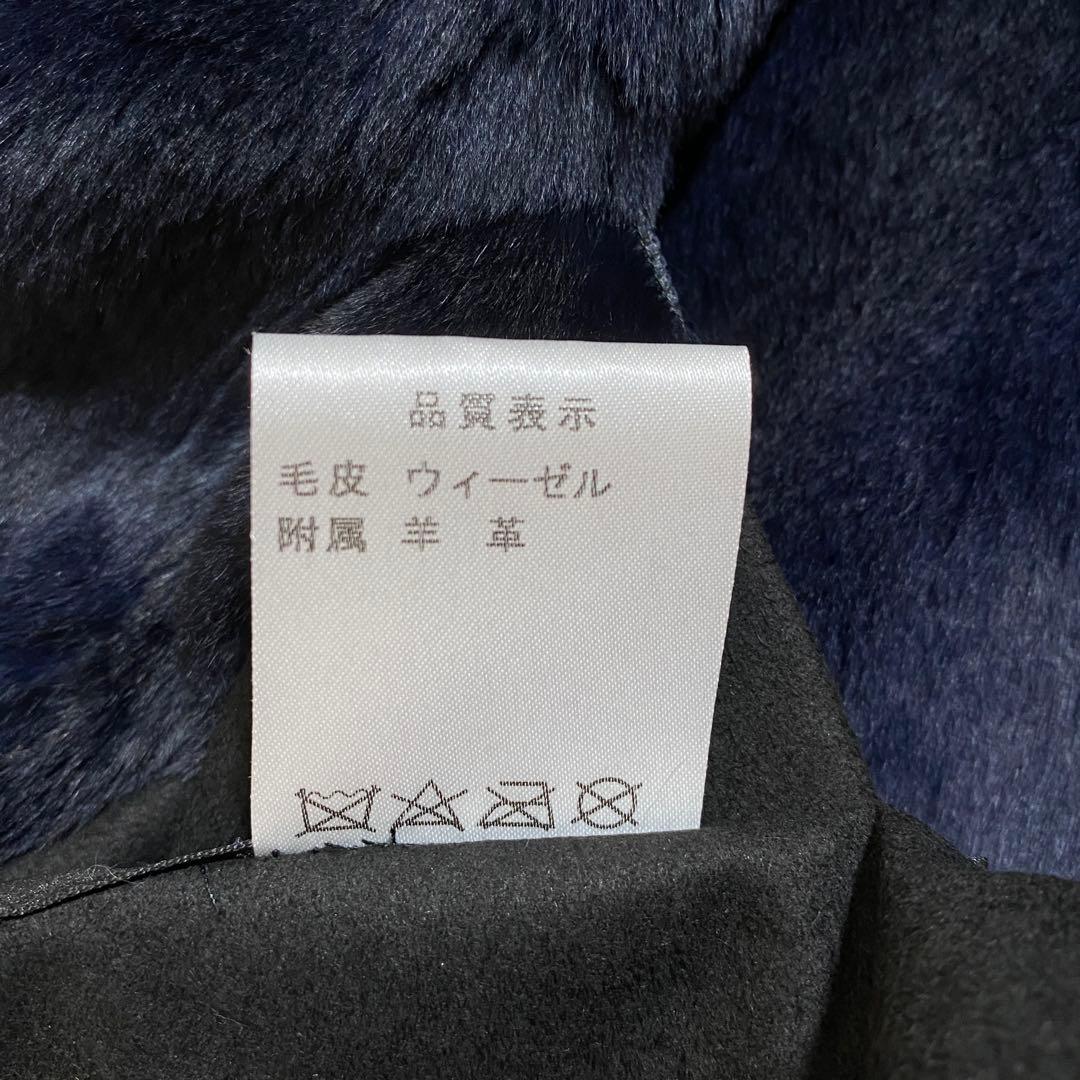 品質表示
毛皮 ウィーゼル
附属 羊 革